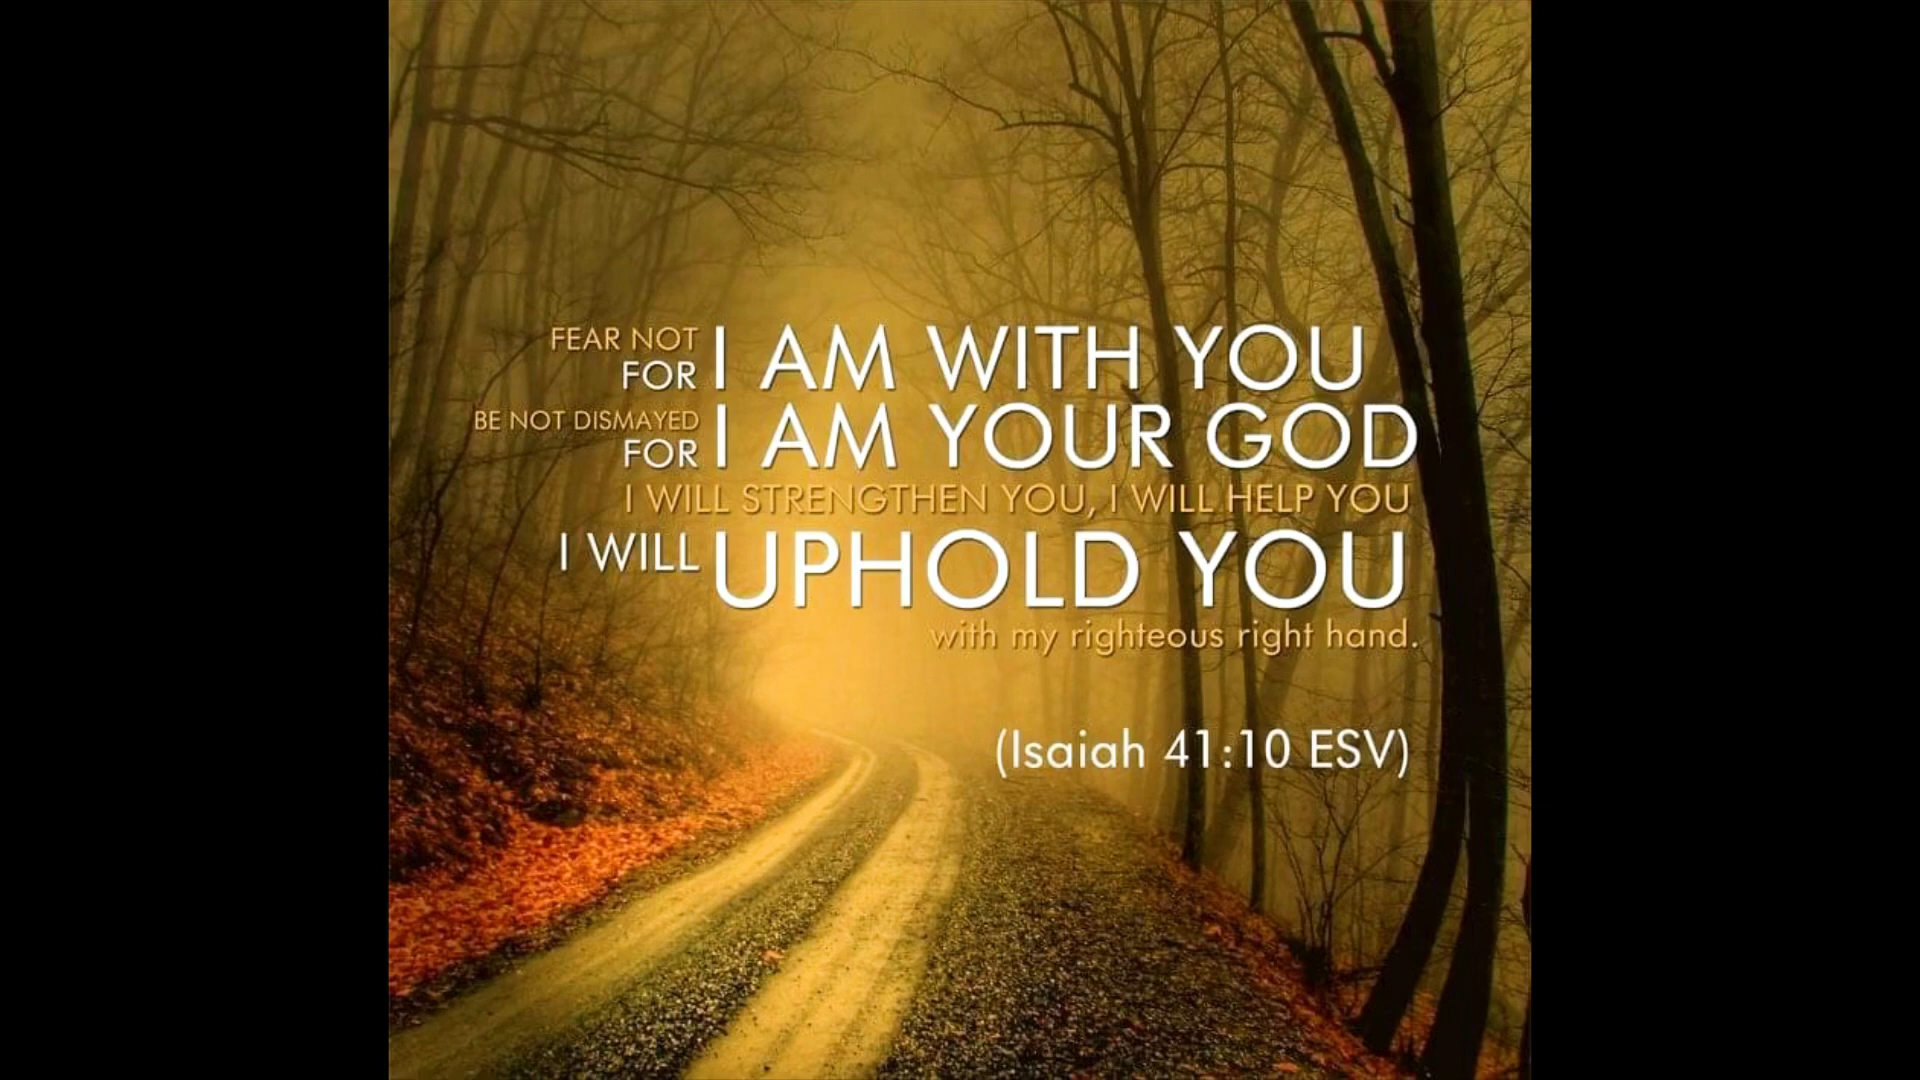 FEAR NOT
FOR I AM WITH YOU
BE NOT DISMAYED
FOR I AM YOUR GOD
I WILL STRENGTHEN YOU, I WILL HELP YOU
I WILL UPHOLD YOU
with my righteous right hand.
(Isaiah 41:10 ESV)